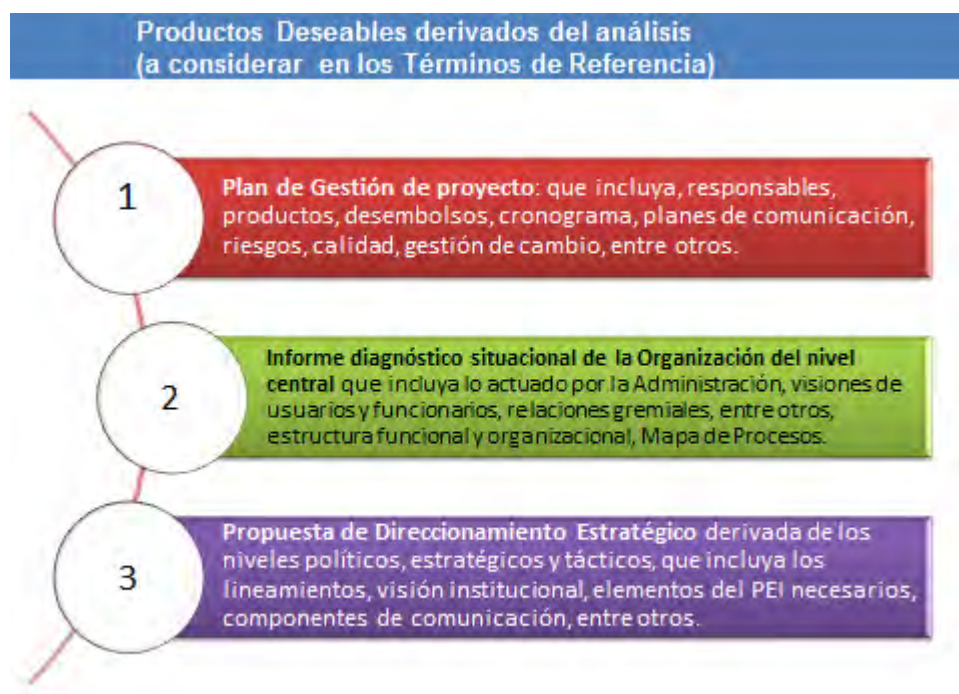 Productos Deseables derivados del análisis
(a considerar en los Términos de Referencia)
1
Plan de Gestión de proyecto: que incluya, responsables,
productos, desembolsos, cronograma, planes de comunicación,
riesgos, calidad, gestión de cambio, entre otros.
2
Informe diagnóstico situacional de la Organización del nivel
central que incluya lo actuado por la Administración, visiones de
usuarios y funcionarios, relaciones gremiales, entre otros,
estructura funcional y organizacional, Mapa de Procesos.
3
Propuesta de Direccionamiento Estratégico derivada de los
niveles políticos, estratégicos y tácticos, que incluya los
lineamientos, visión institucional, elementos del PEI necesarios,
componentes de comunicación, entre otros.